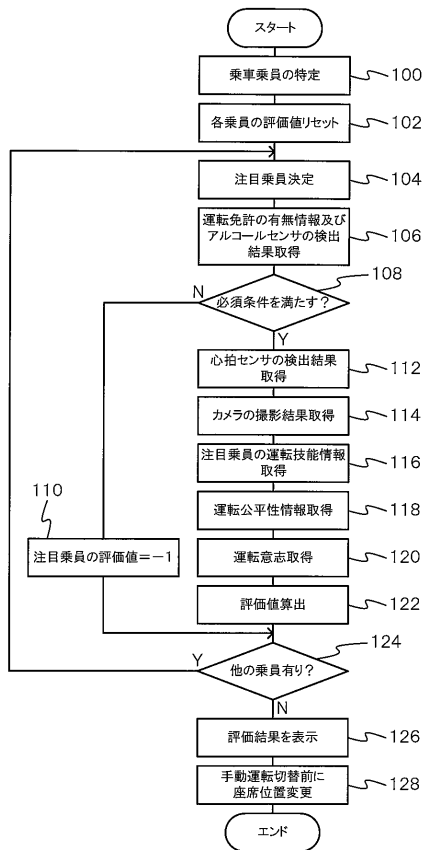 スタート
乗車乗員の特定
100
各乗員の評価値リセット
102
注目乗員決定
104
運転免許の有無情報及び
アルコールセンサの検出
結果取得
106
108
N
必須条件を満たす？
Y
心拍センサの検出結果
取得
112
カメラの撮影結果取得
114
注目乗員の運転技能情報
取得
116
110
運転公平性情報取得
118
注目乗員の評価値＝－1
運転意志取得
120
評価値算出
122
124
Y
他の乗員有り？
N
評価結果を表示
126
手動運転切替前に
座席位置変更
128
エンド